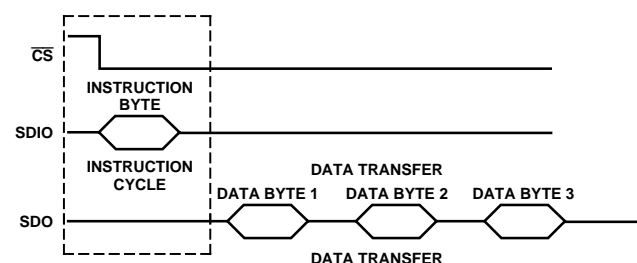 CS
INSTRUCTION
BYTE
SDIO
INSTRUCTION
CYCLE
DATA TRANSFER
DATA BYTE 1 DATA BYTE 2 DATA BYTE 3
SDO
DATA TRANSFER